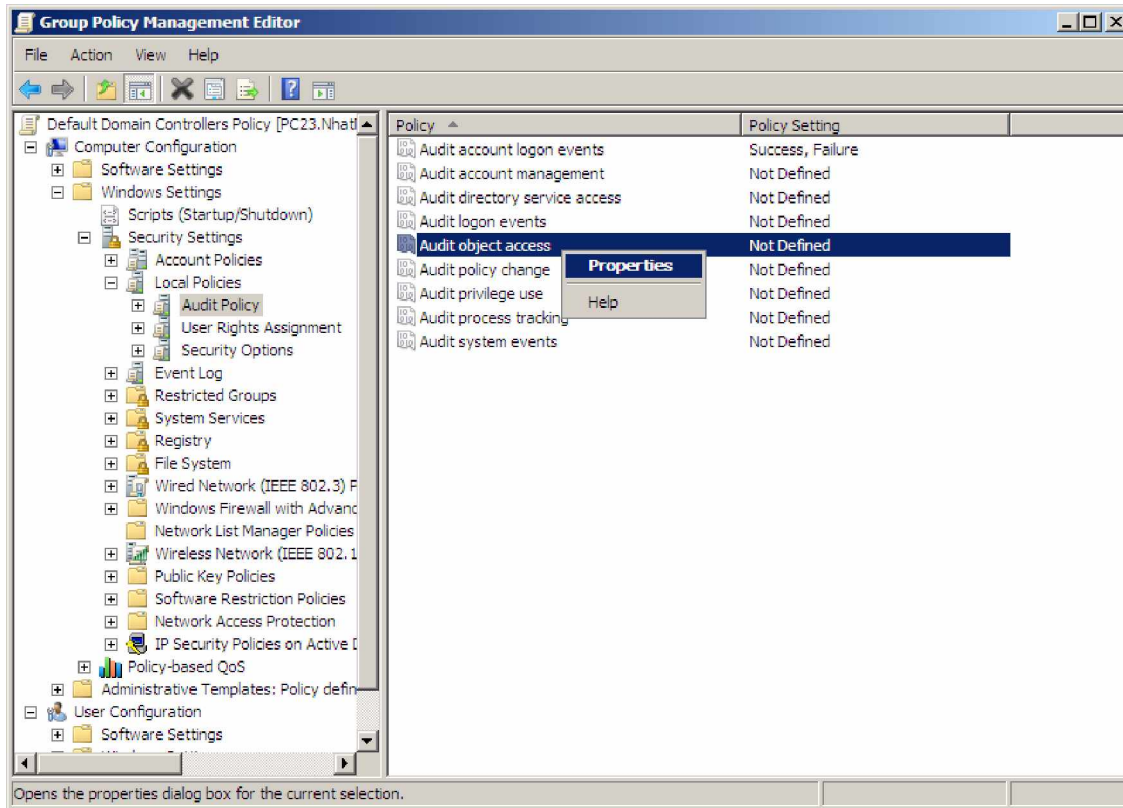 Group Policy Management Editor
File Action View Help
Default Domain Controllers Policy [PC23.Nhatl
Computer Configuration
Software Settings
Windows Settings
Scripts (Startup/Shutdown)
Security Settings
Account Policies
Local Policies
Audit Policy
User Rights Assignment
Security Options
Event Log
Restricted Groups
System Services
Registry
File System
Wired Network (IEEE 802.3) P
Windows Firewall with Advanc
Network List Manager Policies
Wireless Network (IEEE 802.1
Public Key Policies
Software Restriction Policies
Network Access Protection
IP Security Policies on Active D
Policy-based QoS
Administrative Templates: Policy defin
User Configuration
Software Settings
Policy Policy Setting
Audit account logon events Success, Failure
Audit account management Not Defined
Audit directory service access Not Defined
Audit logon events Not Defined
Audit object access Not Defined
Audit policy change Not Defined
Audit privilege use Not Defined
Audit process tracking Not Defined
Audit system events Not Defined
Properties
Help
Opens the properties dialog box for the current selection.